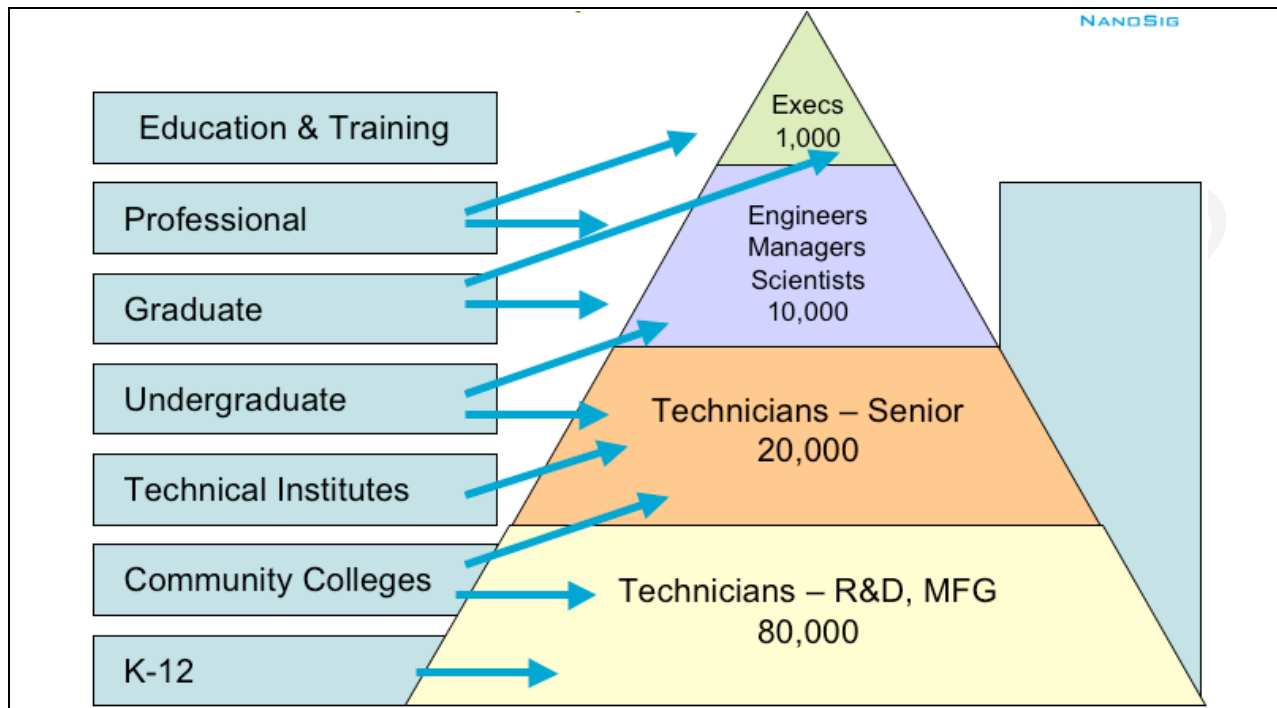 NANOSIG
Education & Training
Professional
Graduate
Undergraduate
Technical Institutes
Community Colleges
K-12
Execs
1,000
Engineers
Managers
Scientists
10,000
Technicians – Senior
20,000
Technicians – R&D, MFG
80,000